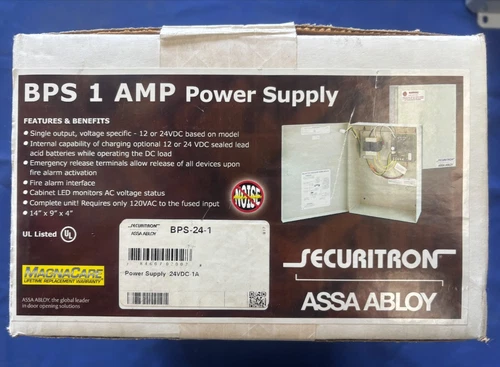 BPS 1 AMP Power Supply
FEATURES & BENEFITS
• Single output, voltage specific - 12 or 24VDC based on model
• Internal capability of charging optional 12 or 24 VDC sealed lead
acid batteries while operating the DC load
• Emergency release terminals allow release of all devices upon
fire alarm activation
• Fire alarm interface
• Cabinet LED monitors AC voltage status
• Complete unit! Requires only 120VAC to the fused input
• 14" x 9" x 4"
UL Listed UL
NOISE
MAGNACARE
LIFETIME REPLACEMENT WARRANTY
ASSA ABLOY, the global leader
in door opening solutions
SECURITRON
ASSA ABLOY
BPS-24-1
Power Supply 24VDC 1A
SECURITRON
ASSA ABLOY